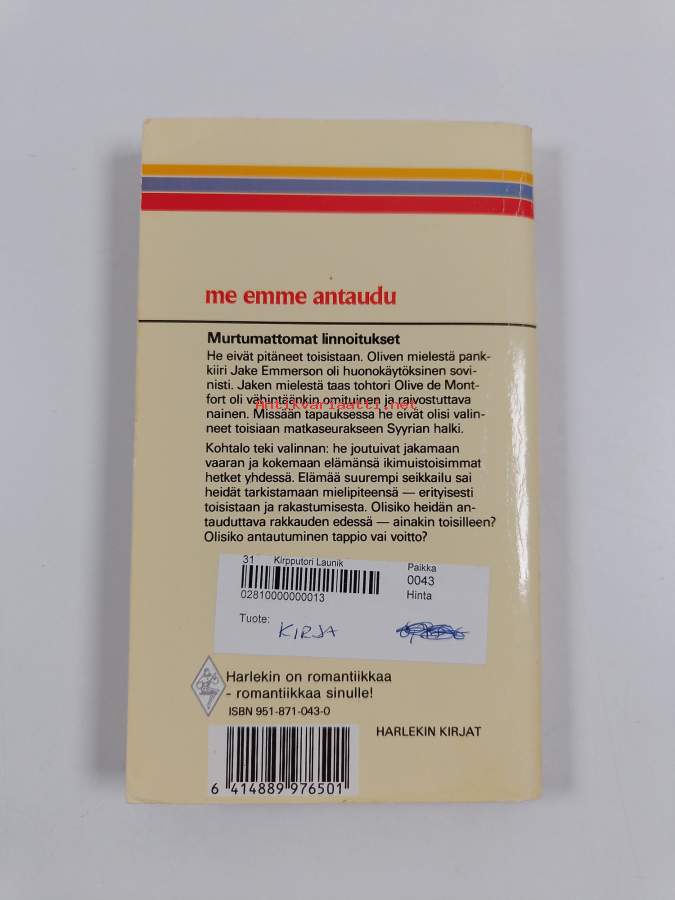 me emme antaudu
Murtumattomat linnoitukset
He eivät pitäneet toisistaan. Oliven mielestä pank-
kiiri Jake Emmerson oli huonokäytöksinen sovi-
nisti. Jaken mielestä taas tohtori Olive de Mont-
fort oli vähintäänkin omituinen ja raivostuttava
Antikvariaatti.net
nainen. Missään tapauksessa he eivät olisi valin-
neet toisiaan matkaseurakseen Syyrian halki.
Kohtalo teki valinnan: he joutuivat jakamaan
vaaran ja kokemaan elämänsä ikimuistoisimmat
hetket yhdessä. Elämää suurempi seikkailu sai
heidät tarkistamaan mielipiteensä — erityisesti
toisistaan ja rakastumisesta. Olisiko heidän an-
tauduttava rakkauden edessä — ainakin toisilleen?
Olisiko antautuminen tappio vai voitto?
31 Kirpputori Launik
Paikka
0043
02810000000013
Hinta
Tuote:
KIRJA
Harlekin on romantiikkaa
- romantiikkaa sinulle!
ISBN 951-871-043-0
HARLEKIN KIRJAT
6 414889 976501